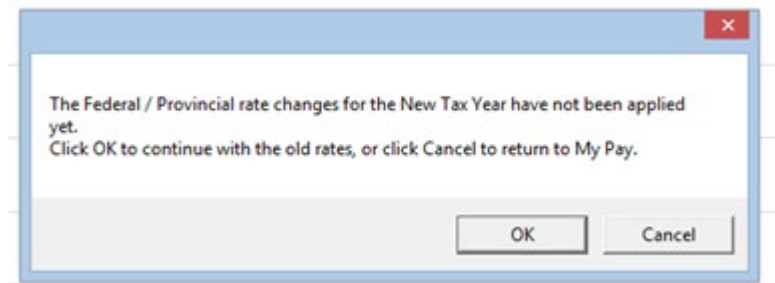 The Federal / Provincial rate changes for the New Tax Year have not been applied
yet.
Click OK to continue with the old rates, or click Cancel to return to My Pay.
OK
Cancel